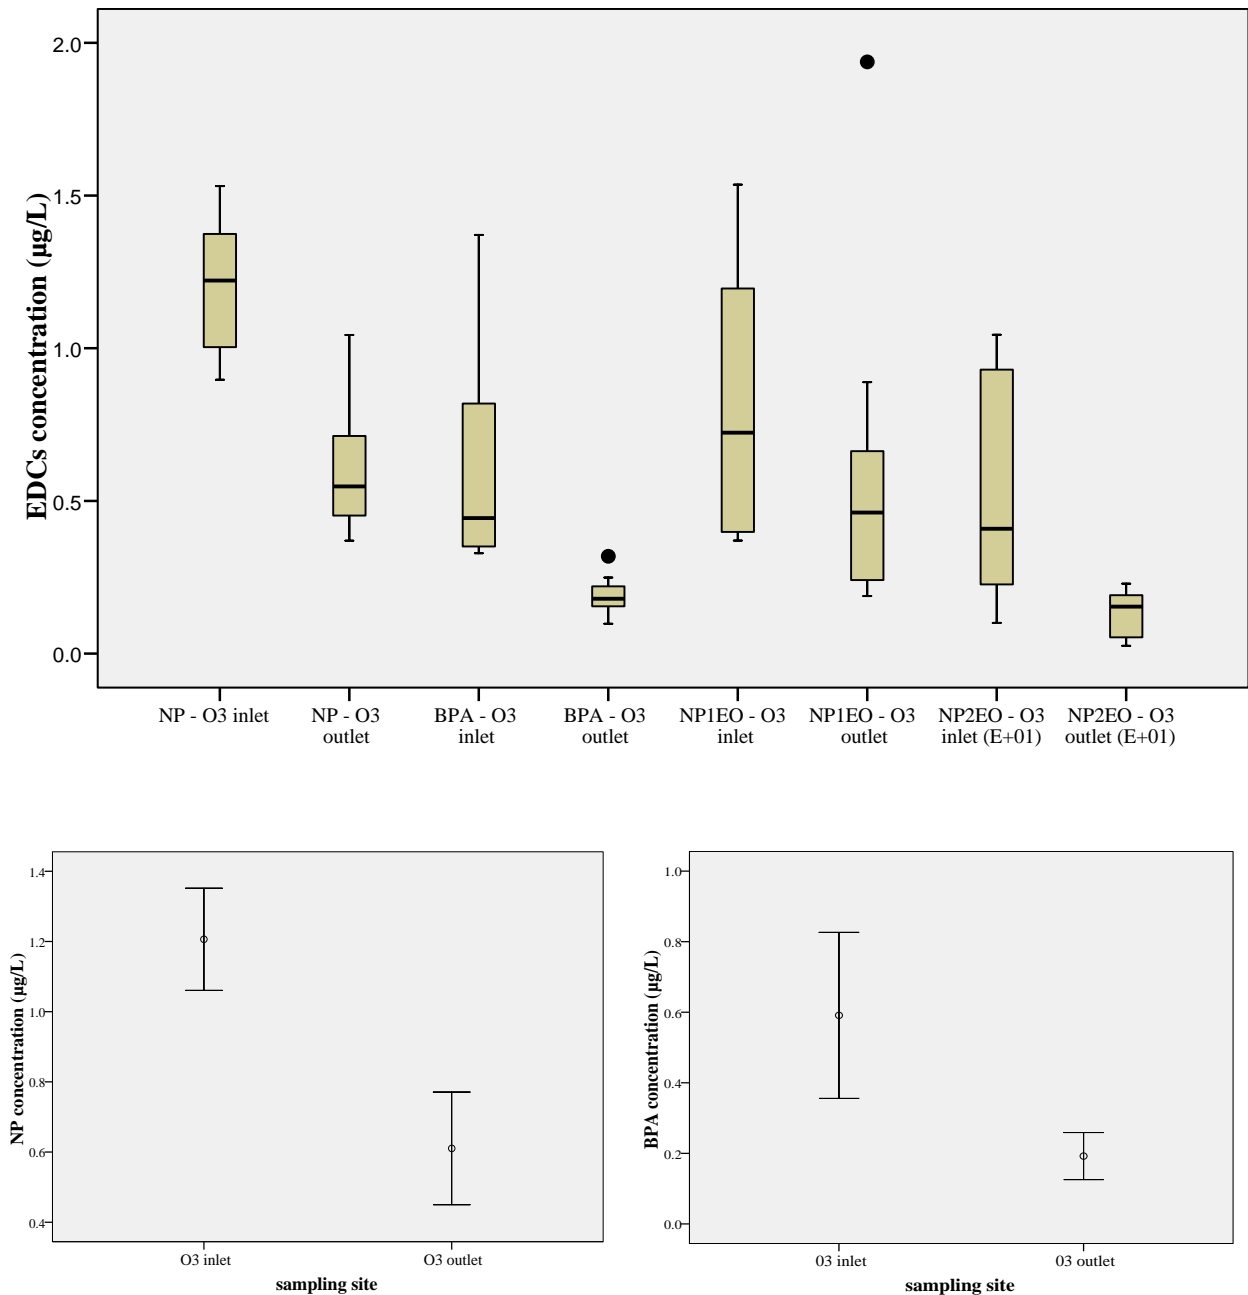 EDCs concentration (µg/L)
2.0
1.5
1.0
0.5
0.0
NP - O3 inlet
NP - O3
outlet
BPA - O3
inlet
BPA - O3
outlet
NP1EO - O3
inlet
NP1EO - O3
outlet
NP2EO - O3
inlet (E+01)
NP2EO - O3
outlet (E+01)
NP concentration (µg/L)
1.4
1.2
1.0
0.8
0.6
0.4
O3 inlet
O3 outlet
sampling site
BPA concentration (µg/L)
1.0
0.8
0.6
0.4
0.2
0.0
03 inlet
03 outlet
sampling site